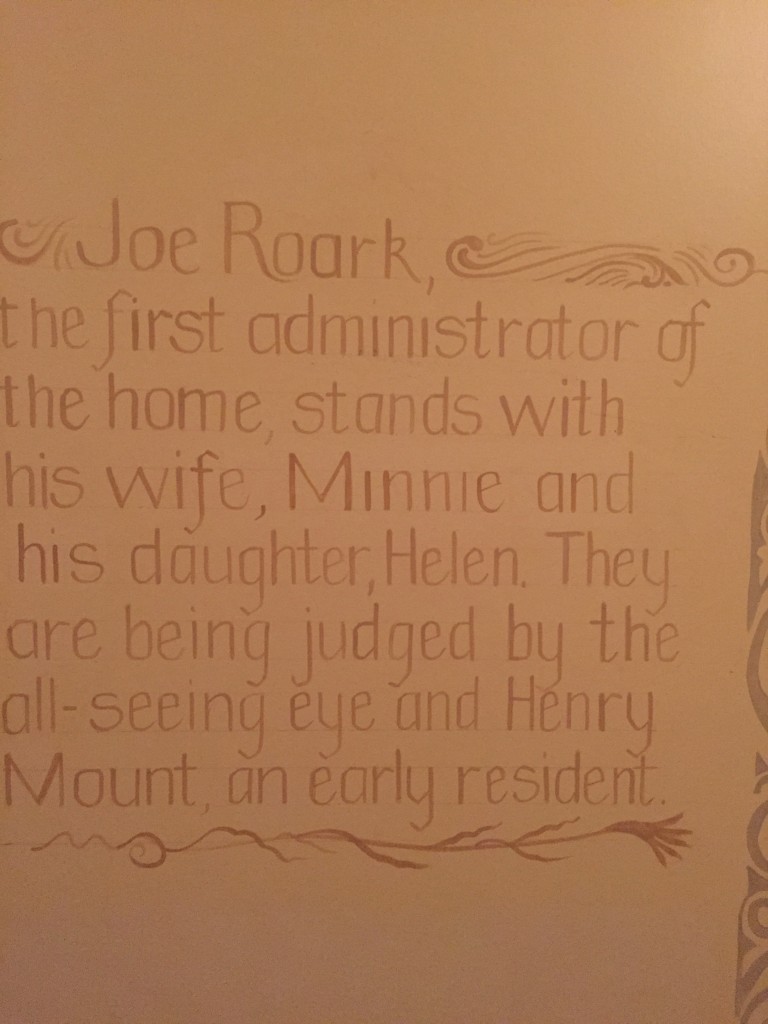 Joe Roark,
the first administrator of
the home, stands with
his wife, Minnie and
his daughter, Helen. They
are being judged by the
all-seeing eye and Henry
Mount, an early resident.